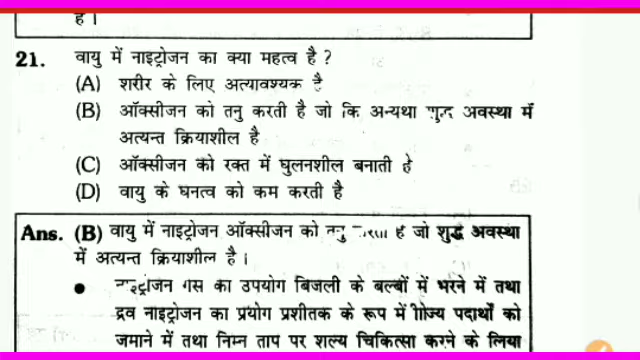 है ।
21. वायु में नाइट्रोजन का क्या महत्व है ?
(A) शरीर के लिए अत्यावश्यक है
(B) ऑक्सीजन को तनु करती है जो कि अन्यथा शुद्ध अवस्था में
अत्यन्त क्रियाशील है
(C) ऑक्सीजन को रक्त में घुलनशील बनाती है
(D) वायु के घनत्व को कम करती है
Ans. (B) वायु में नाइट्रोजन ऑक्सीजन को तनु करती है जो शुद्ध अवस्था
में अत्यन्त क्रियाशील है ।
● नाइट्रोजन गैस का उपयोग बिजली के बल्बों में भरने में तथा
द्रव नाइट्रोजन का प्रयोग प्रशीतक के रूप में भोज्य पदार्थों को
जमाने में तथा निम्न ताप पर शल्य चिकित्सा करने के लिया